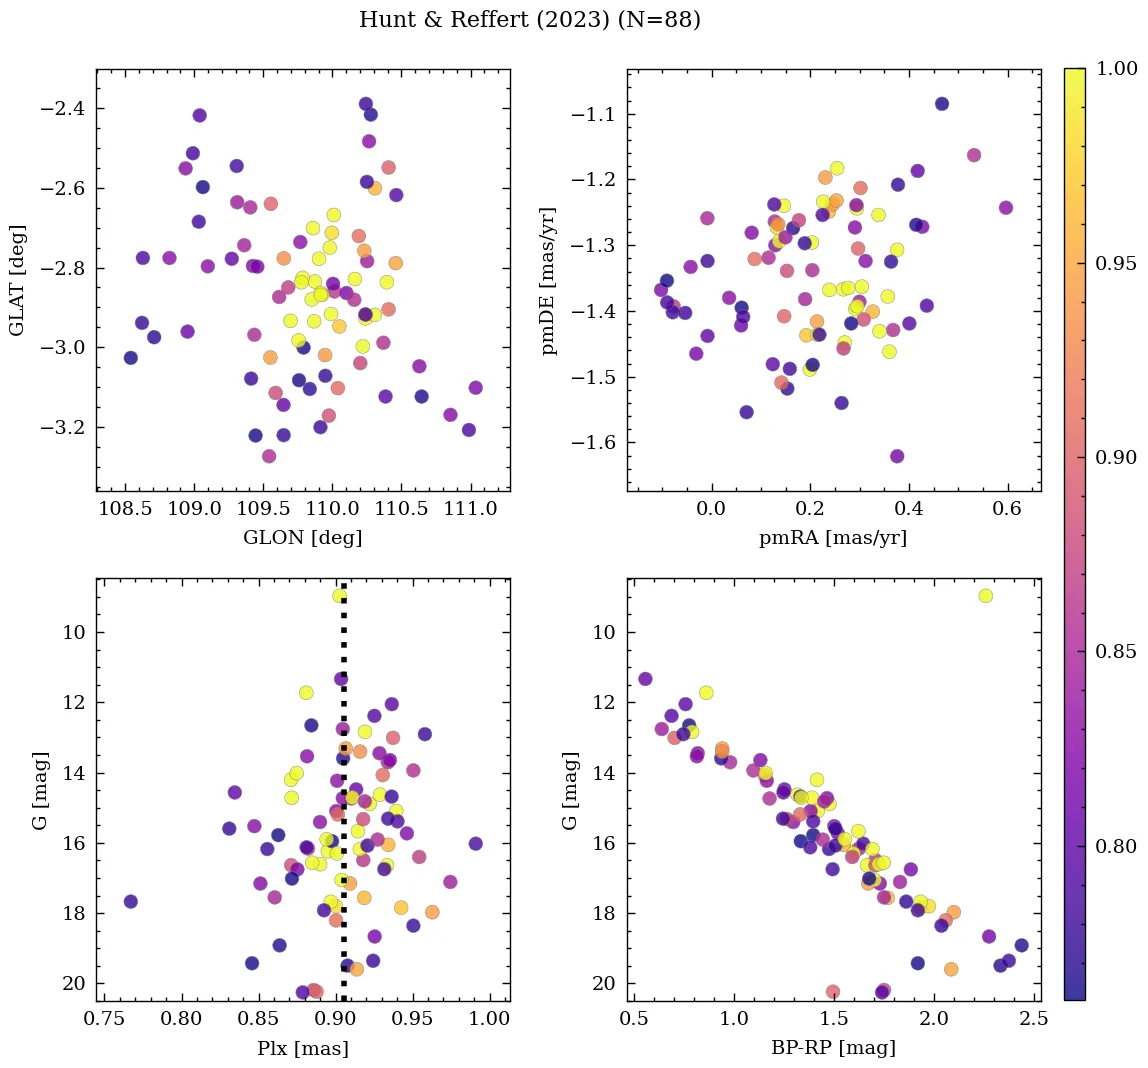 Hunt & Reffert (2023) (N=88)
−2.4
−2.6
−2.8
−3.0
−3.2
GLAT [deg]
108.5 109.0 109.5 110.0 110.5 111.0
GLON [deg]
−1.1
−1.2
−1.3
−1.4
−1.5
−1.6
pmDE [mas/yr]
0.0 0.2 0.4 0.6
pmRA [mas/yr]
10
12
14
16
18
20
G [mag]
0.75 0.80 0.85 0.90 0.95 1.00
Plx [mas]
10
12
14
16
18
20
G [mag]
0.5 1.0 1.5 2.0 2.5
BP-RP [mag]
1.00
0.95
0.90
0.85
0.80